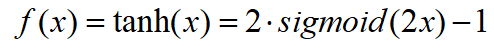 f(x) = tanh(x) = 2·sigmoid(2x) − 1